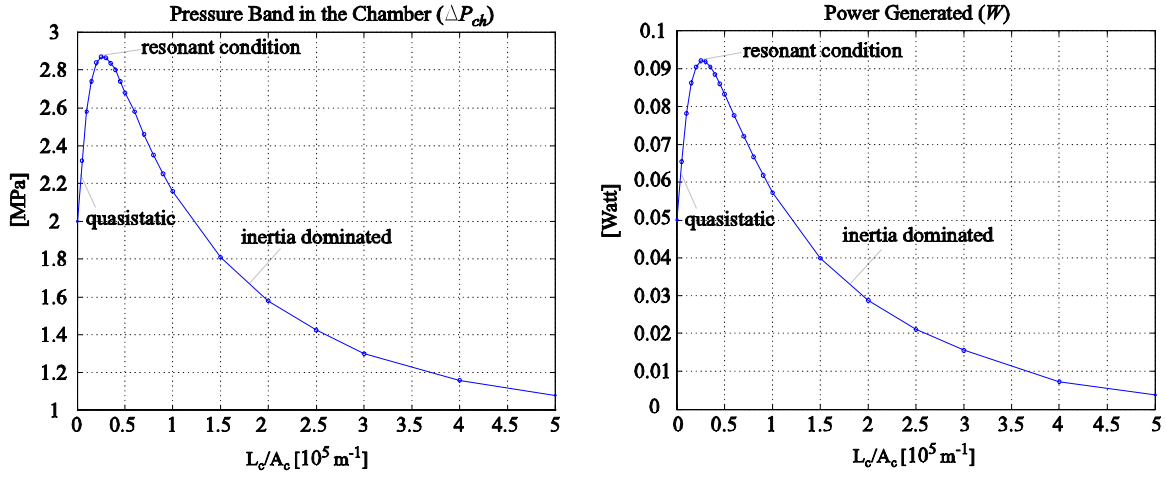 Pressure Band in the Chamber (△P_ch)
3
2.8
2.6
2.4
2.2
2
1.8
1.6
1.4
1.2
1
[MPa]
resonant condition
quasistatic
inertia dominated
0 0.5 1 1.5 2 2.5 3 3.5 4 4.5 5
L_c/A_c [10^5 m^-1]
Power Generated (W)
0.1
0.09
0.08
0.07
0.06
0.05
0.04
0.03
0.02
0.01
0
[Watt]
resonant condition
quasistatic
inertia dominated
0 0.5 1 1.5 2 2.5 3 3.5 4 4.5 5
L_c/A_c [10^5 m^-1]